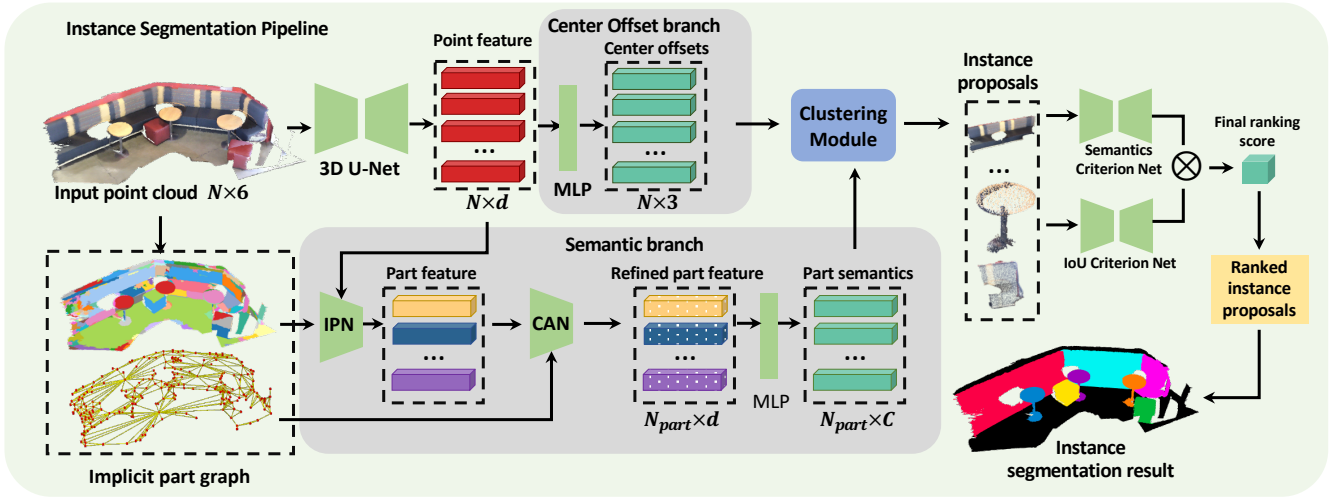 Instance Segmentation Pipeline
Input point cloud N×6
3D U-Net
Point feature
...
N×d
MLP
Center Offset branch
Center offsets
...
N×3
Clustering
Module
Instance
proposals
...
Semantics
Criterion Net
IoU Criterion Net
Final ranking
score
Ranked
instance
proposals
Implicit part graph
Semantic branch
IPN
Part feature
...
CAN
Refined part feature
...
N_part×d
MLP
Part semantics
...
N_part×C
Instance
segmentation result